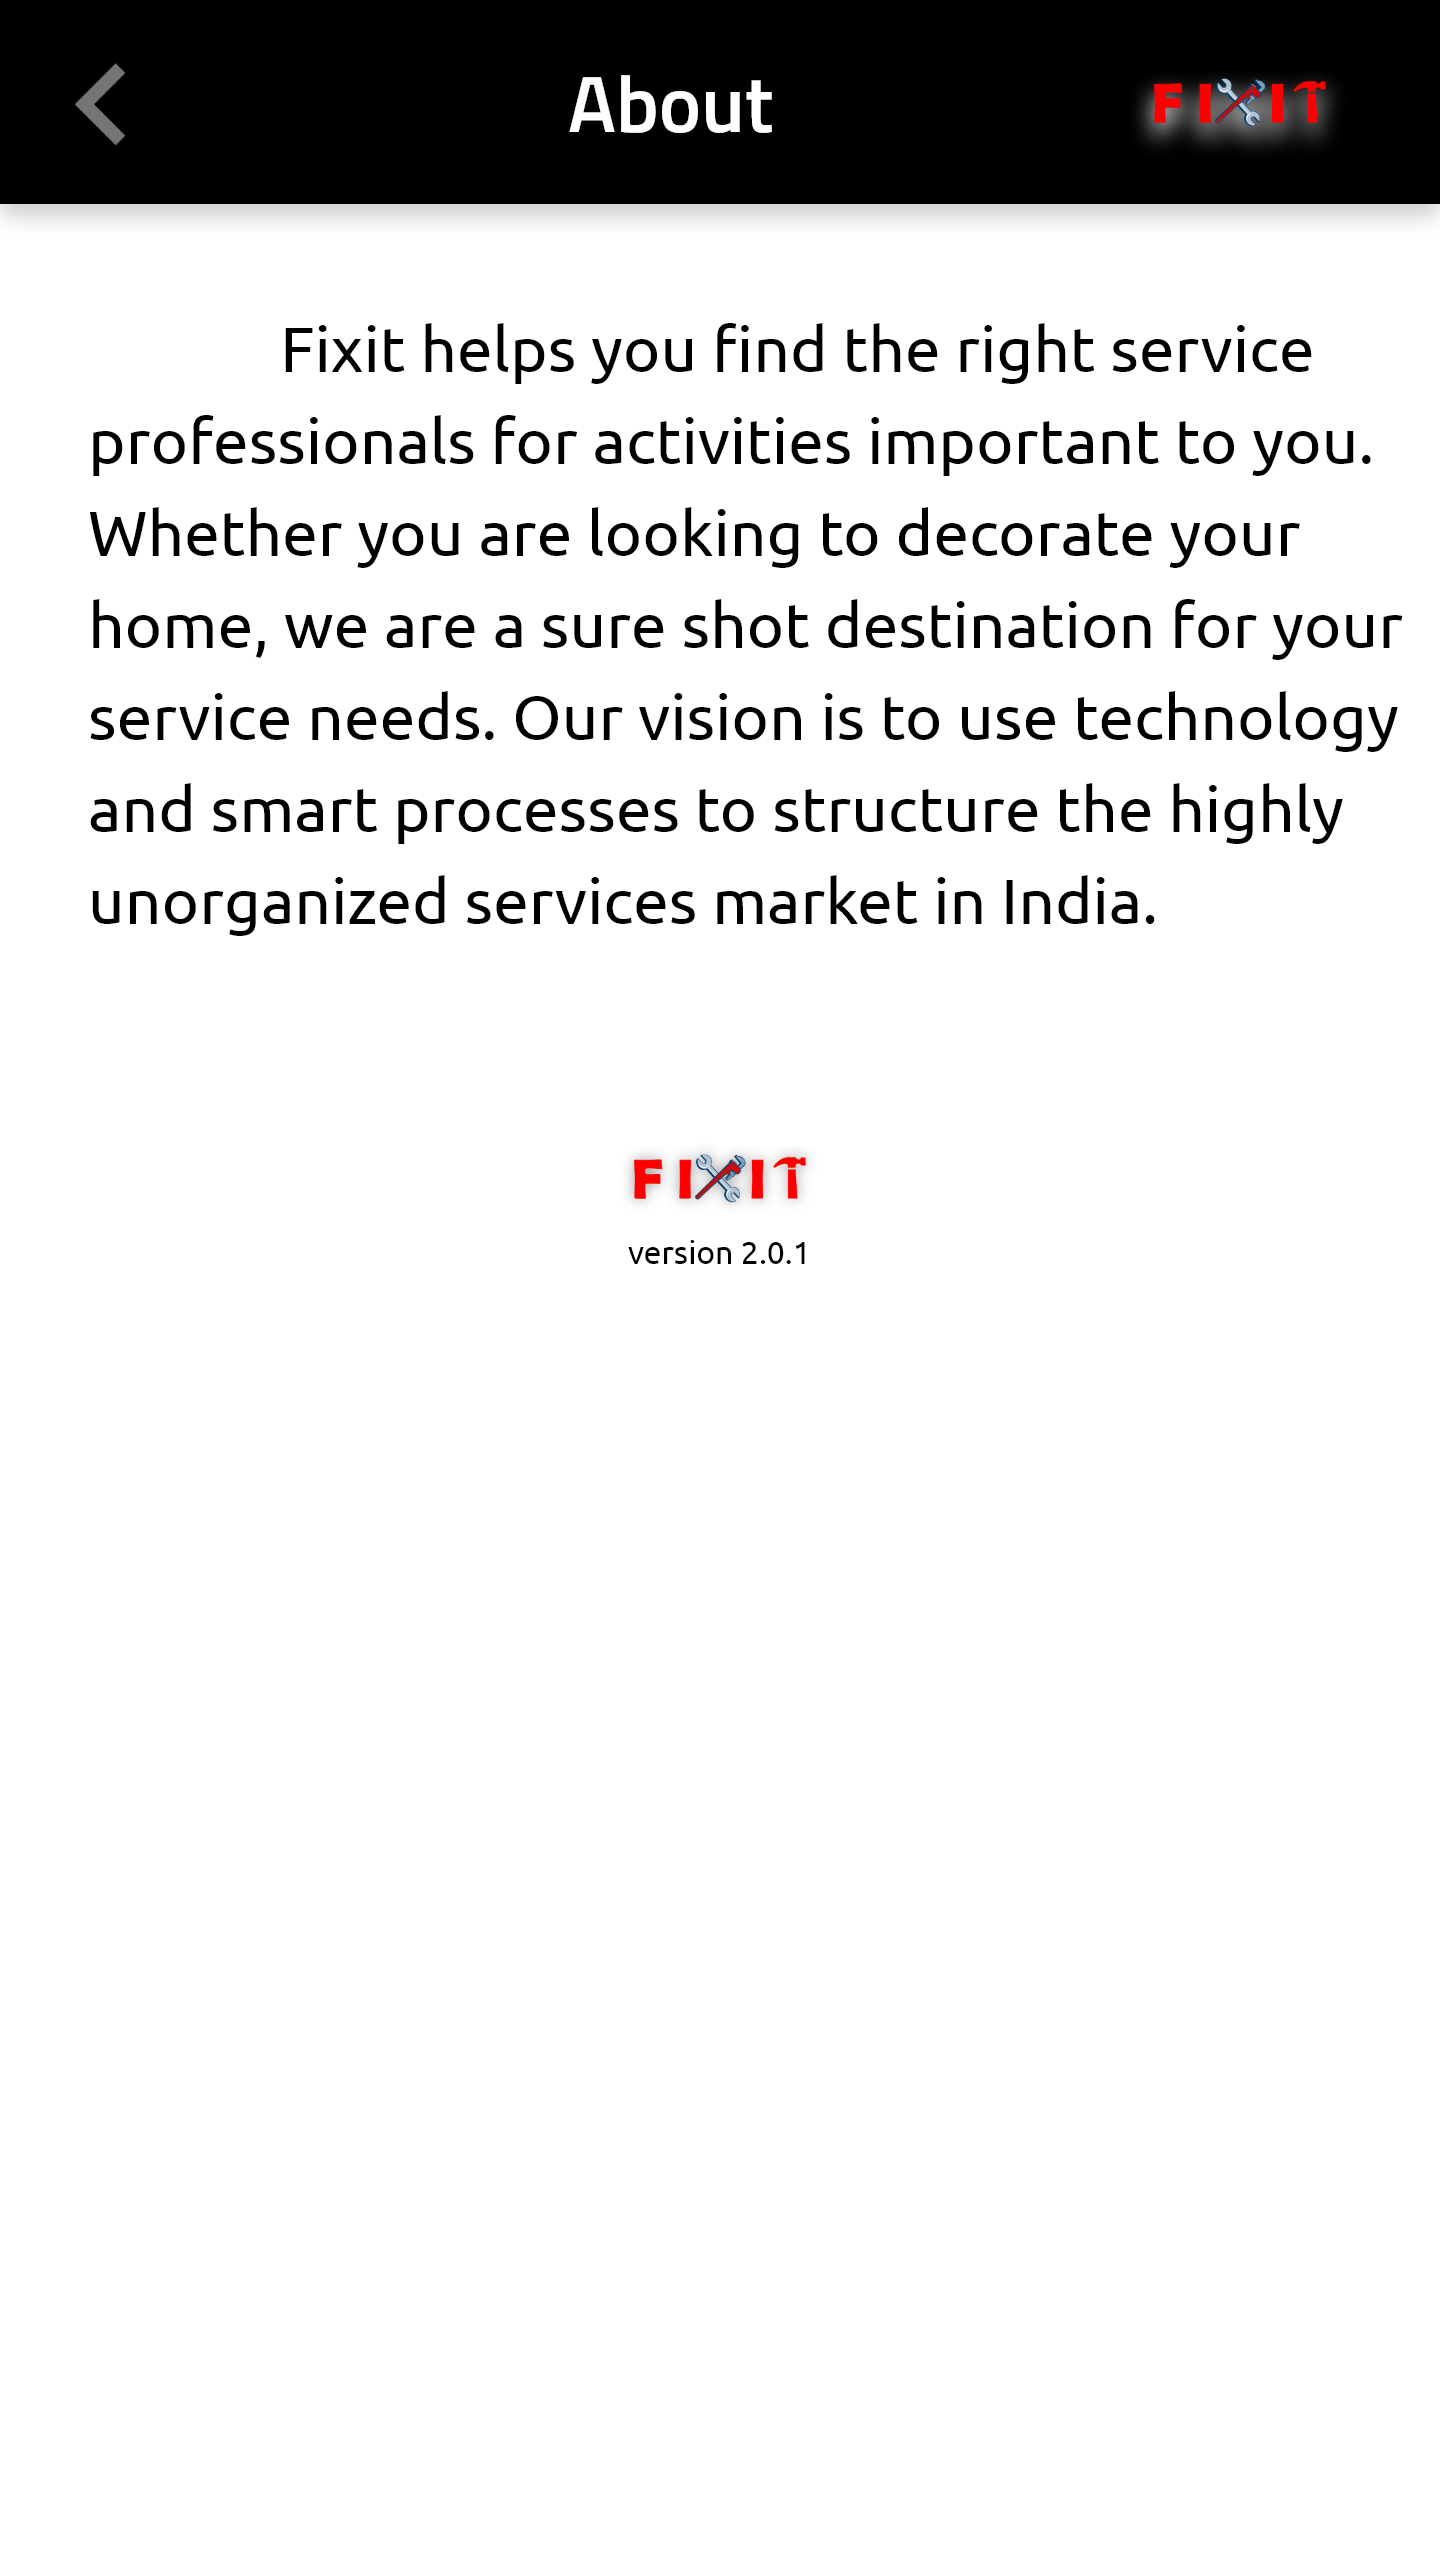 About
FIXIT
Fixit helps you find the right service
professionals for activities important to you.
Whether you are looking to decorate your
home, we are a sure shot destination for your
service needs. Our vision is to use technology
and smart processes to structure the highly
unorganized services market in India.
FIXIT
version 2.0.1